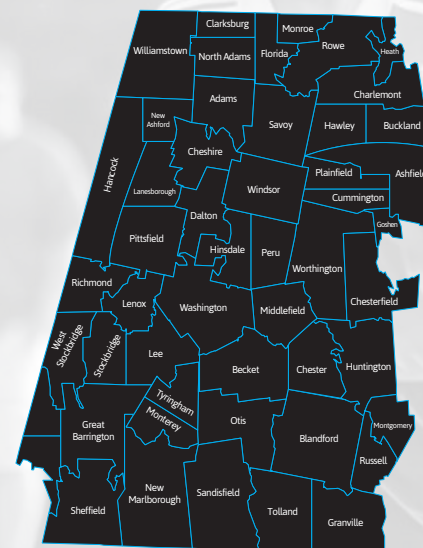 Clarksburg
Monroe
Rowe
Heath
Williamstown
North Adams
Florida
Charlemont
Adams
New
Ashford
Savoy
Hawley
Buckland
Cheshire
Hancock
Lanesborough
Windsor
Plainfield
Ashfiel
Cummington
Dalton
Goshen
Pittsfield
Hinsdale
Peru
Worthington
Richmond
Lenox
Washington
Middlefield
Chesterfield
West
Stockbridge
Stockbridge
Lee
Becket
Chester
Huntington
Tyringham
Monterey
Great
Barrington
Otis
Blandford
Montgomery
Russell
Sheffield
New
Marlborough
Sandisfield
Tolland
Granville